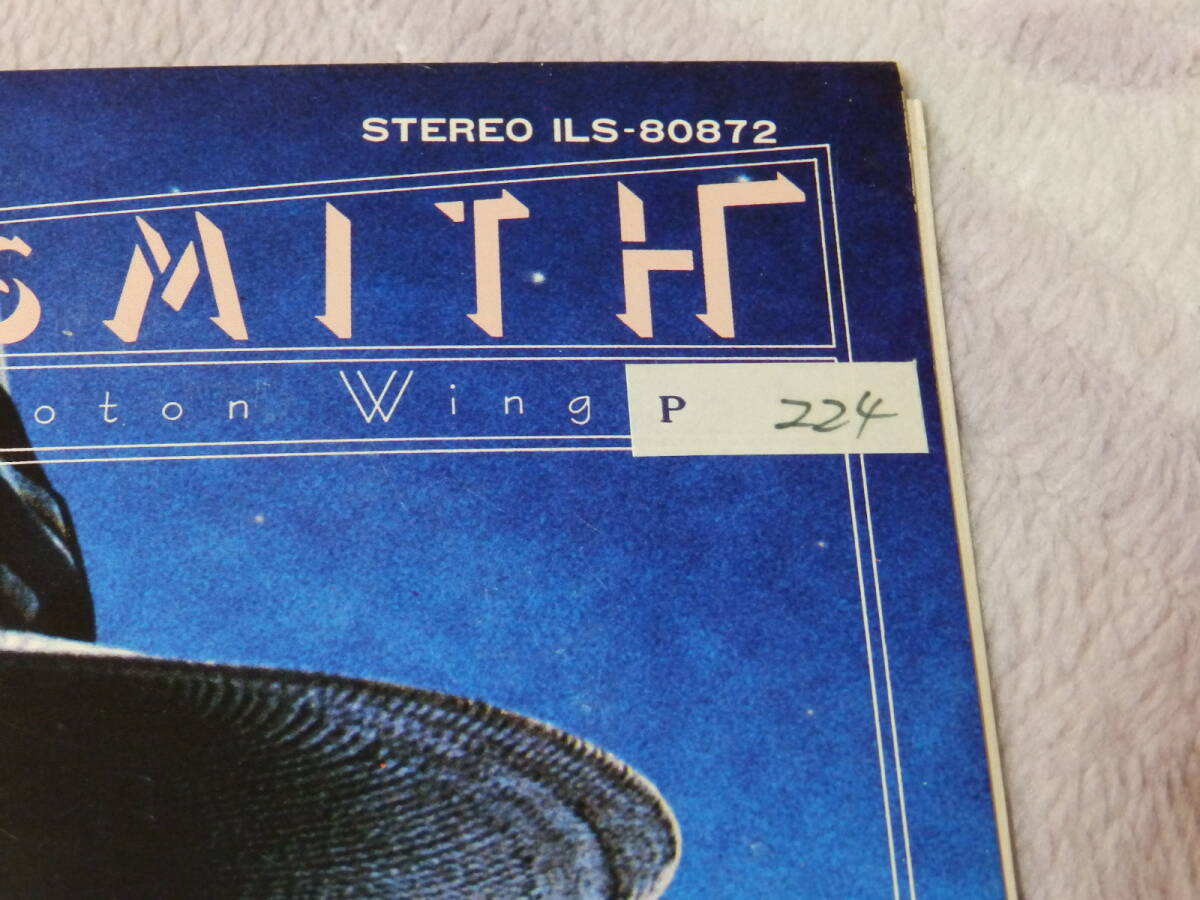 STEREO ILS-80872
SMITH
oton Wing
P 224